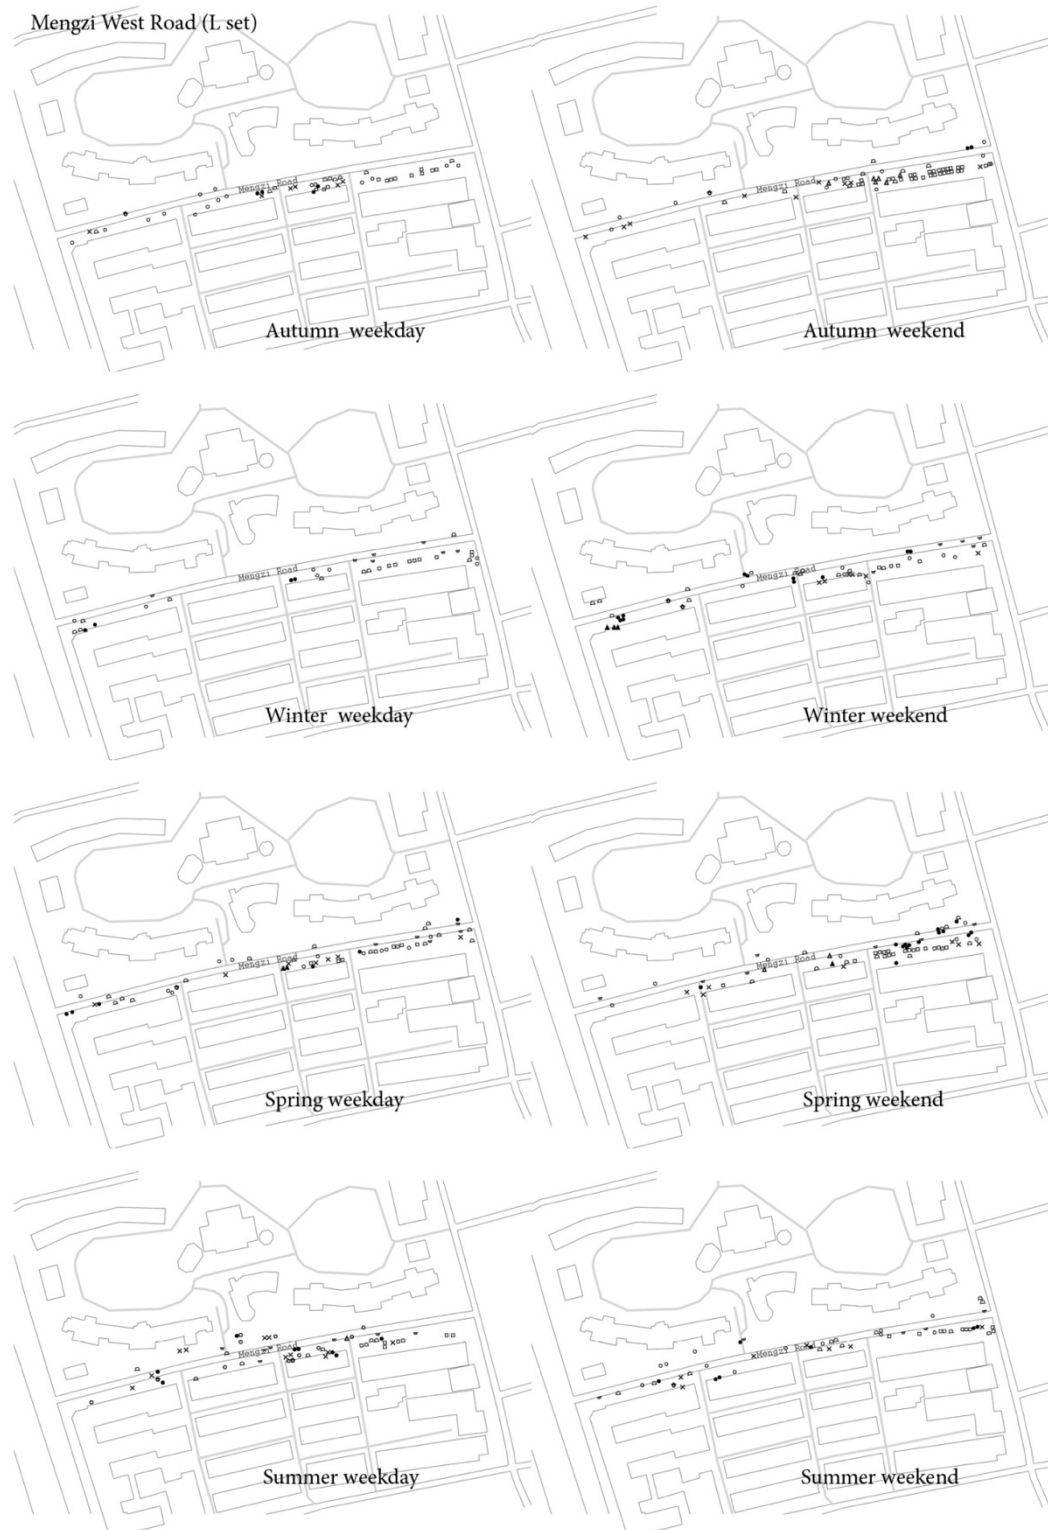 Mengzi West Road (L set)
Mengzi Road
Mengzi Road
Autumn weekday
Autumn weekend
Mengzi Road
Mengzi Road
Winter weekday
Winter weekend
Mengzi Road
Mengzi Road
Spring weekday
Spring weekend
Mengzi Road
Mengzi Road
Summer weekday
Summer weekend